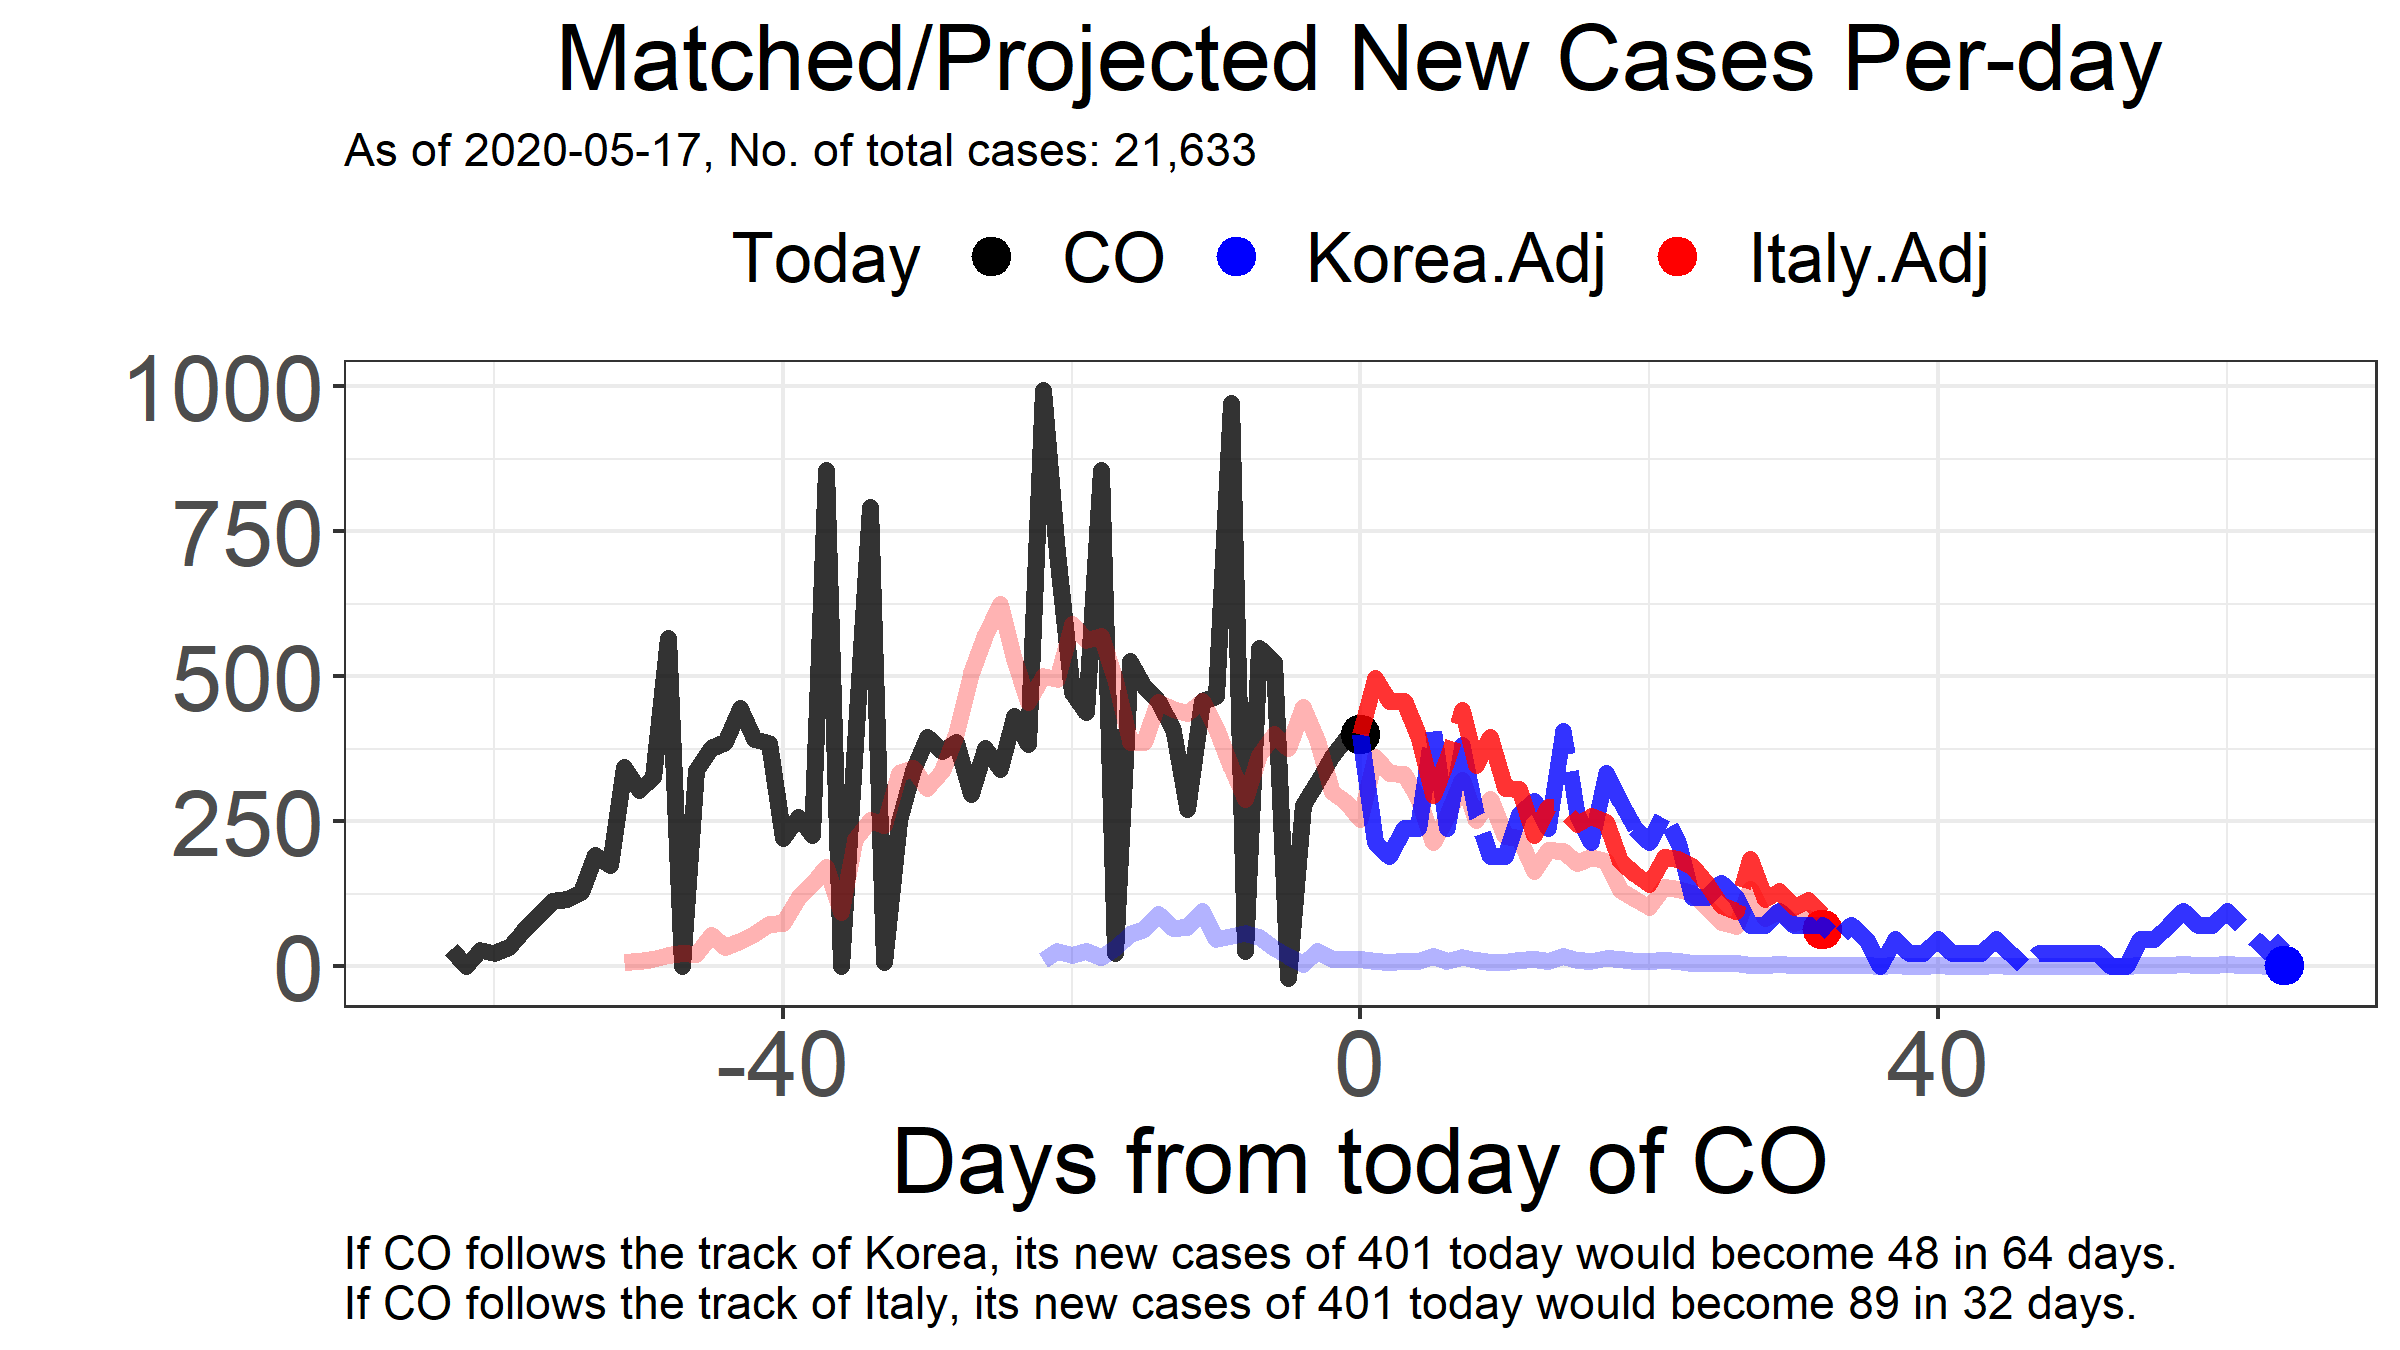 Matched/Projected New Cases Per-day
As of 2020-05-17, No. of total cases: 21,633
Today CO Korea.Adj Italy.Adj
1000
750
500
250
0
-40 0 40
Days from today of CO
If CO follows the track of Korea, its new cases of 401 today would become 48 in 64 days.
If CO follows the track of Italy, its new cases of 401 today would become 89 in 32 days.